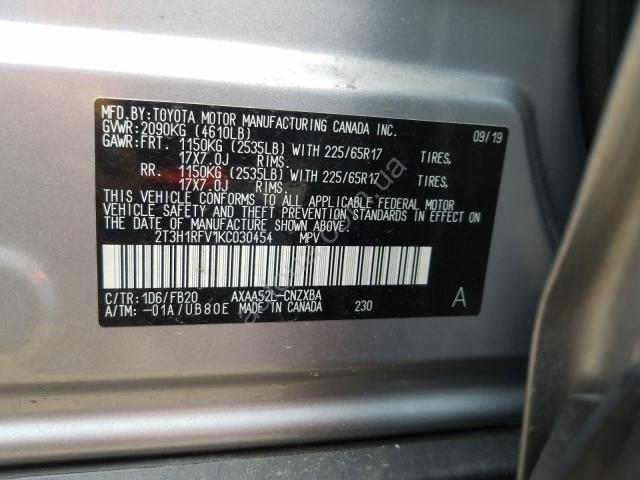 MFD.BY:TOYOTA MOTOR MANUFACTURING CANADA INC. 09/19
GVWR:2090KG (4610LB)
GAWR:FRT. 1150KG (2535LB) WITH 225/65R17 TIRES,
17X7.0J RIMS.
RR. 1150KG (2535LB) WITH 225/65R17 TIRES,
17X7.0J RIMS.
THIS VEHICLE CONFORMS TO ALL APPLICABLE FEDERAL MOTOR
VEHICLE SAFETY AND THEFT PREVENTION STANDARDS IN EFFECT ON
THE DATE OF MANUFACTURE SHOWN ABOVE.
2T3H1RFV1KC030454 MPV
C/TR:1D6/FB20 AXAA52L-CNZXBA A
A/TM: -01A/UB80E MADE IN CANADA 230